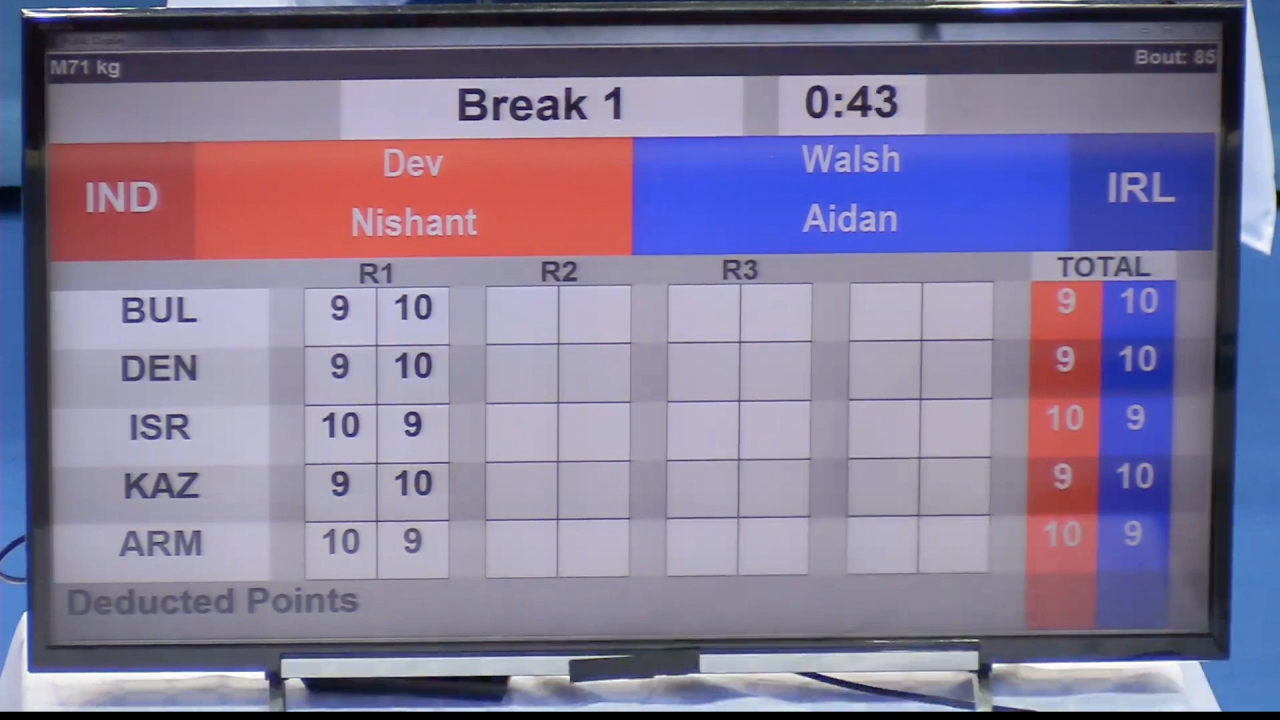 M71 kg Bout: 85
Break 1 0:43
IND Dev Nishant Walsh Aidan IRL
R1 R2 R3 TOTAL
BUL 9 10 9 10
DEN 9 10 9 10
ISR 10 9 10 9
KAZ 9 10 9 10
ARM 10 9 10 9
Deducted Points